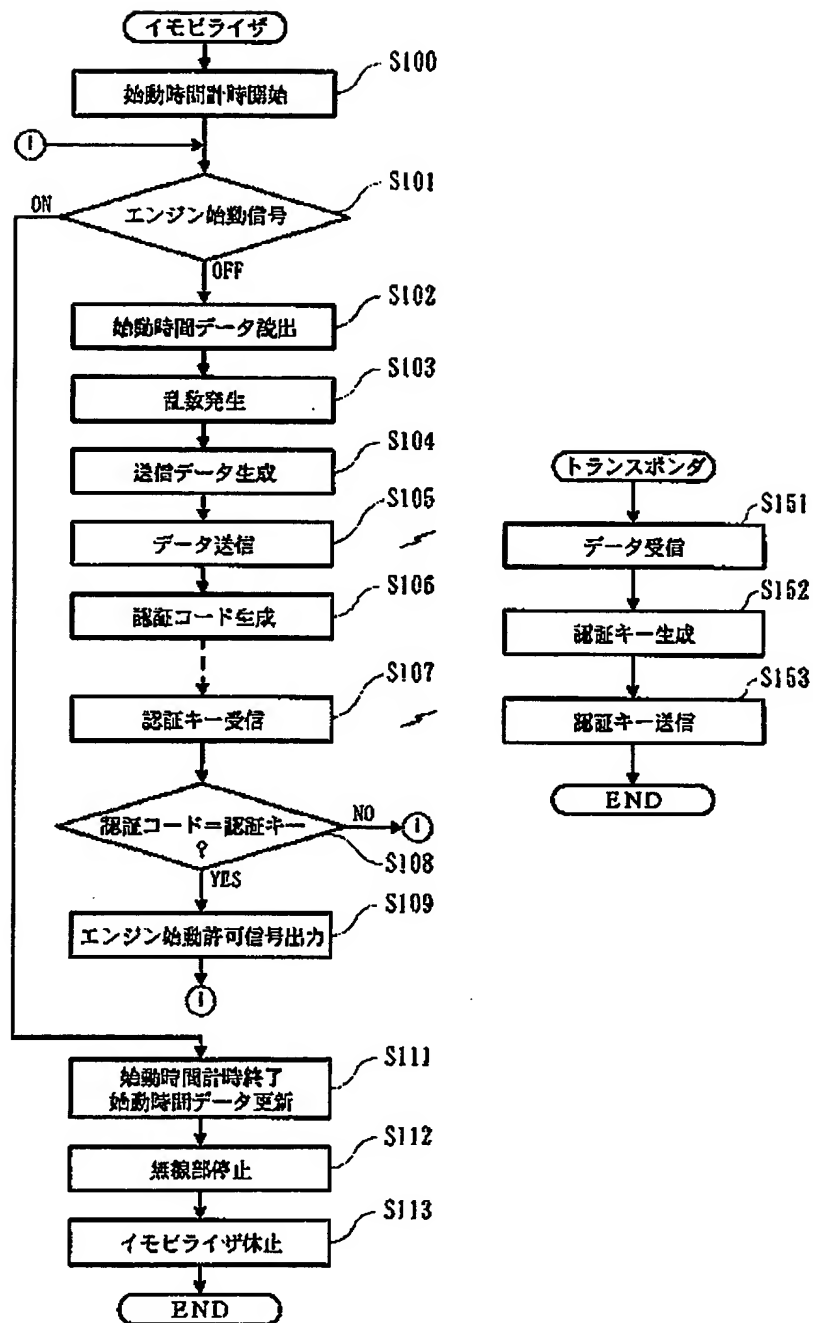 イモビライザ
S100
始動時間計時開始
1
S101
エンジン始動信号
ON
OFF
S102
始動時間データ読出
S103
乱数発生
S104
送信データ生成
S105
データ送信
S106
認証コード生成
S107
認証キー受信
認証コード=認証キー
?
NO
1
S108
YES
S109
エンジン始動許可信号出力
1
S111
始動時間計時終了
始動時間データ更新
S112
無線部停止
S113
イモビライザ休止
END
トランスポンダ
S151
データ受信
S152
認証キー生成
S153
認証キー送信
END